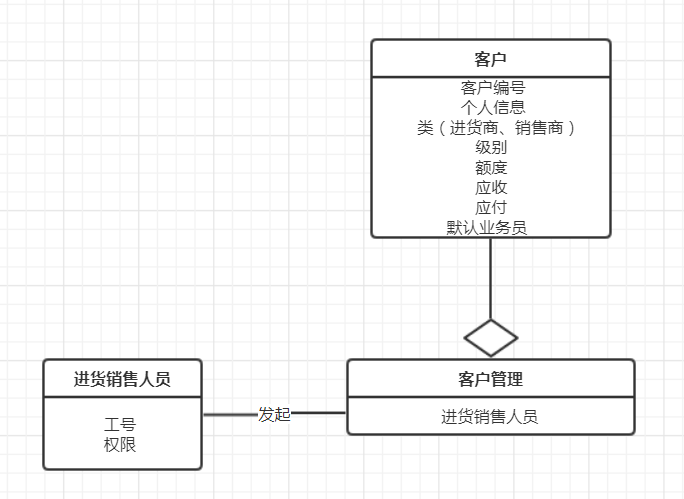 客户
客户编号
个人信息
类（进货商、销售商）
级别
额度
应收
应付
默认业务员
进货销售人员
工号
权限
发起
客户管理
进货销售人员